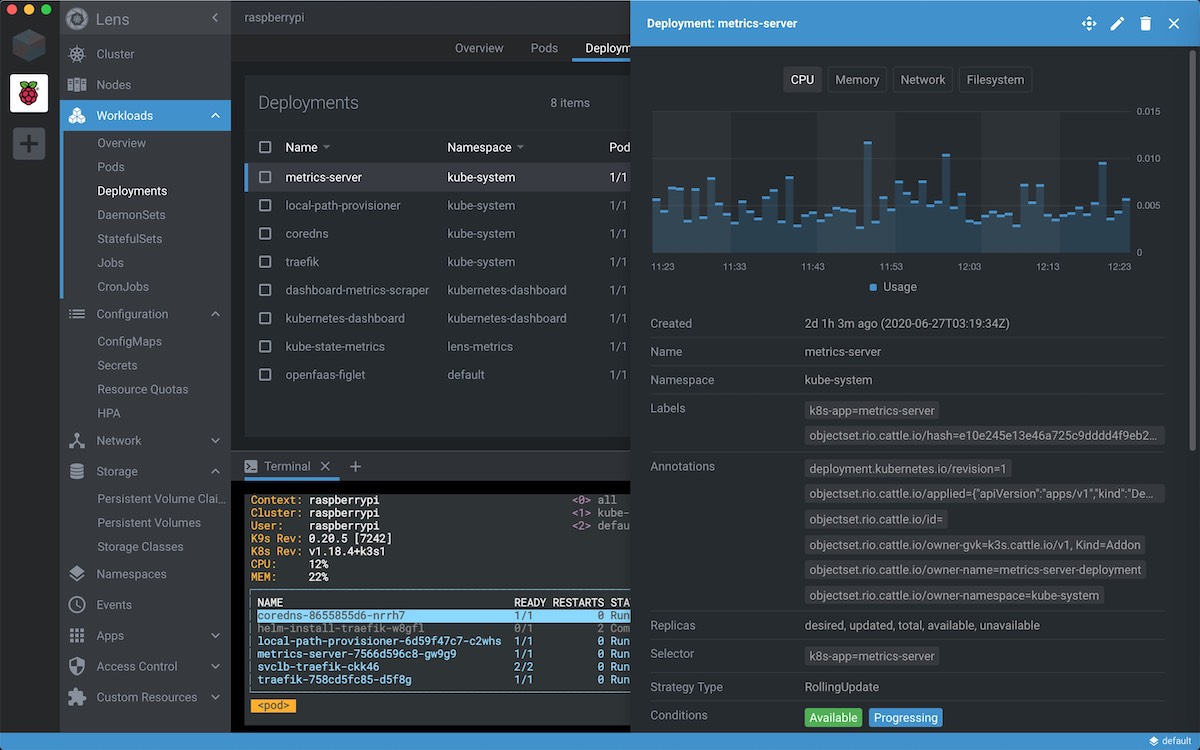 Lens
Cluster
Nodes
Workloads
Overview
Pods
Deployments
DaemonSets
StatefulSets
Jobs
CronJobs
Configuration
ConfigMaps
Secrets
Resource Quotas
HPA
Network
Storage
Persistent Volume Clai...
Persistent Volumes
Storage Classes
Namespaces
Events
Apps
Access Control
Custom Resources
raspberrypi
Overview Pods Deploym
Deployments 8 items
Name Namespace Pod
metrics-server kube-system 1/1
local-path-provisioner kube-system 1/1
coredns kube-system 1/1
traefik kube-system 1/1
dashboard-metrics-scraper kubernetes-dashboard 1/1
kubernetes-dashboard kubernetes-dashboard 1/1
kube-state-metrics lens-metrics 1/1
openfaas-figlet default 1/1
Terminal
Context: raspberrypi <0> all
Cluster: raspberrypi <1> kube-
User: raspberrypi <2> defau
K9s Rev: 0.20.5 [7242]
K8s Rev: v1.18.4+k3s1
CPU: 12%
MEM: 22%
NAME READY RESTARTS STA
coredns-8655855d6-nrrh7 1/1 0 Run
helm-install-traefik-w8gfl 0/1 2 Com
local-path-provisioner-6d59f47c7-c2whs 1/1 0 Run
metrics-server-7566d596c8-gw9g9 1/1 0 Run
svclb-traefik-ckk46 2/2 0 Run
traefik-758cd5fc85-d5f8g 1/1 0 Run
<pod>
Deployment: metrics-server
CPU Memory Network Filesystem
0.015
0.010
0.005
0
11:23 11:33 11:43 11:53 12:03 12:13 12:23
Usage
Created 2d 1h 3m ago (2020-06-27T03:19:34Z)
Name metrics-server
Namespace kube-system
Labels k8s-app=metrics-server
objectset.rio.cattle.io/hash=e10e245e13e46a725c9dddd4f9eb2...
Annotations deployment.kubernetes.io/revision=1
objectset.rio.cattle.io/applied={"apiVersion":"apps/v1","kind":"De...
objectset.rio.cattle.io/id=
objectset.rio.cattle.io/owner-gvk=k3s.cattle.io/v1, Kind=Addon
objectset.rio.cattle.io/owner-name=metrics-server-deployment
objectset.rio.cattle.io/owner-namespace=kube-system
Replicas desired, updated, total, available, unavailable
Selector k8s-app=metrics-server
Strategy Type RollingUpdate
Conditions Available Progressing
default